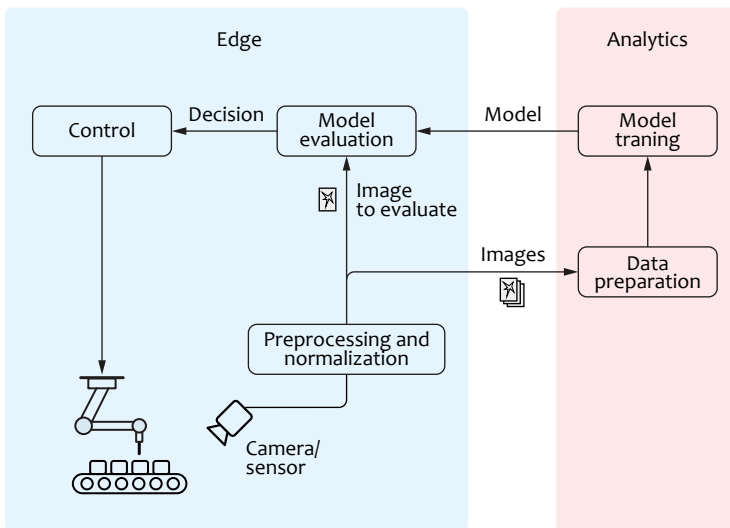 Edge
Analytics
Control
Decision
Model
evaluation
Model
Model
traning
Image
to evaluate
Images
Data
preparation
Preprocessing and
normalization
Camera/
sensor